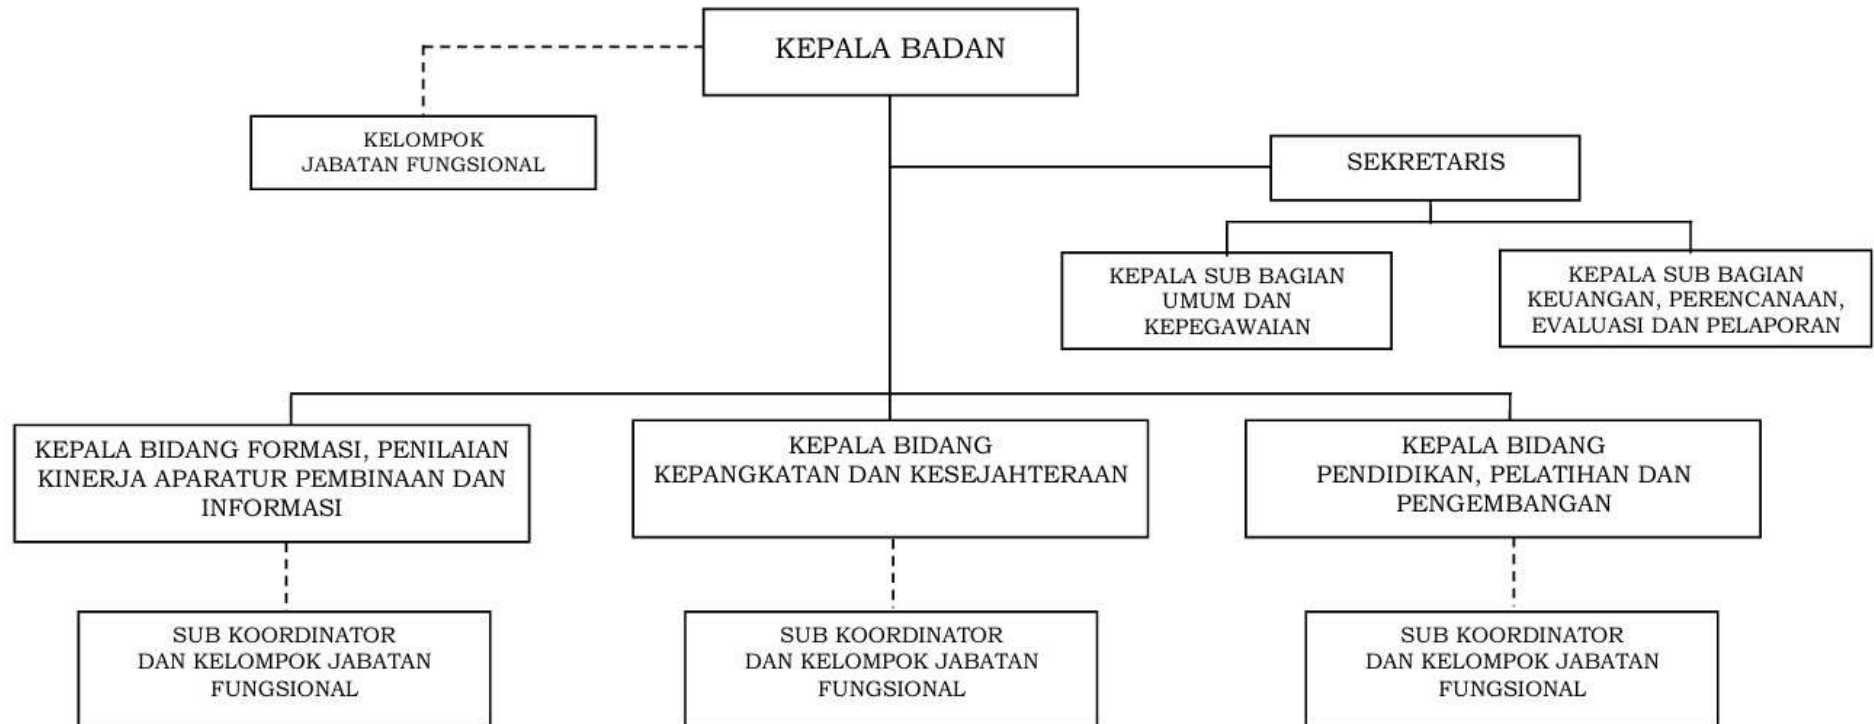 KEPALA BADAN
KELOMPOK
JABATAN FUNGSIONAL
SEKRETARIS
KEPALA SUB BAGIAN
UMUM DAN
KEPEGAWAIAN
KEPALA SUB BAGIAN
KEUANGAN, PERENCANAAN,
EVALUASI DAN PELAPORAN
KEPALA BIDANG FORMASI, PENILAIAN
KINERJA APARATUR PEMBINAAN DAN
INFORMASI
KEPALA BIDANG
KEPANGKATAN DAN KESEJAHTERAAN
KEPALA BIDANG
PENDIDIKAN, PELATIHAN DAN
PENGEMBANGAN
SUB KOORDINATOR
DAN KELOMPOK JABATAN
FUNGSIONAL
SUB KOORDINATOR
DAN KELOMPOK JABATAN
FUNGSIONAL
SUB KOORDINATOR
DAN KELOMPOK JABATAN
FUNGSIONAL